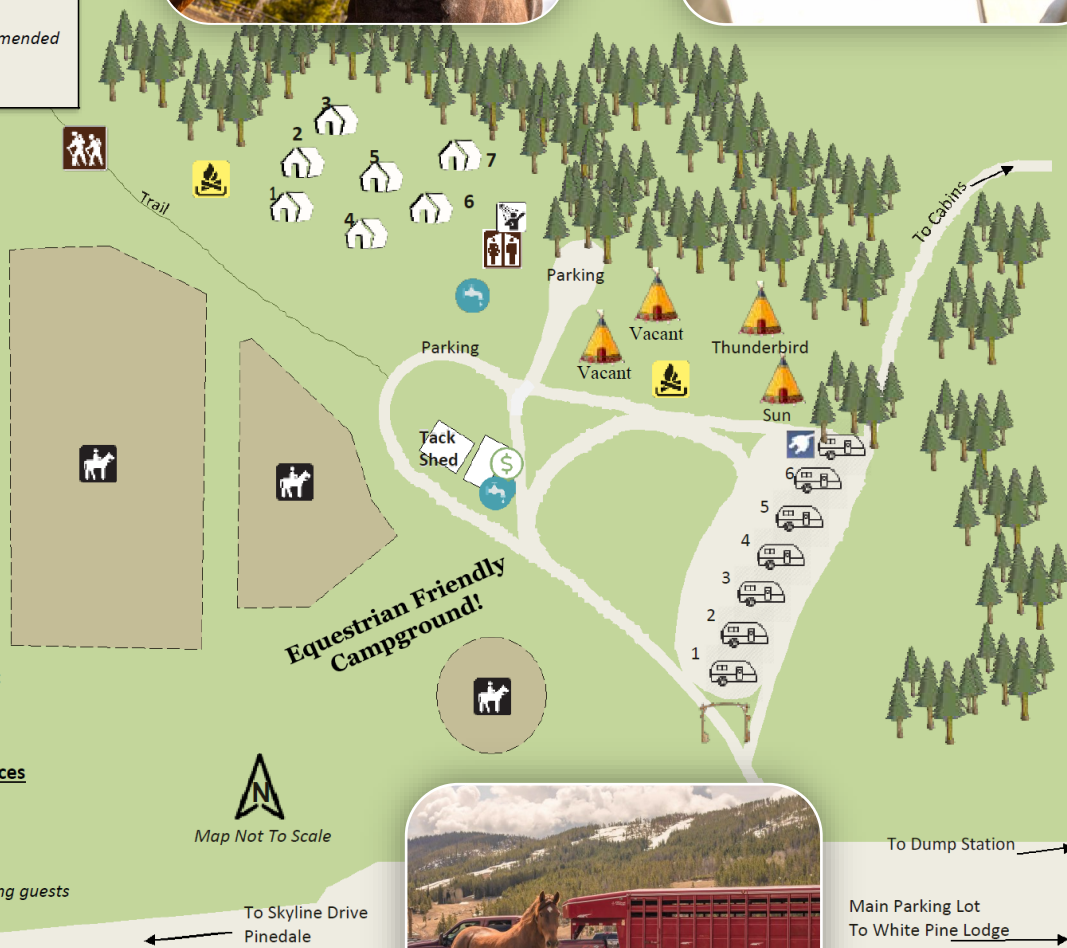 mended
3
2
5
7
1
6
4
Trail
To Cabins
Parking
Vacant
Thunderbird
Parking
Vacant
Sun
Tack
Shed
$
6
5
4
3
2
1
Equestrian Friendly
Campground!
ces
N
Map Not To Scale
To Dump Station
ng guests
To Skyline Drive
Pinedale
Main Parking Lot
To White Pine Lodge